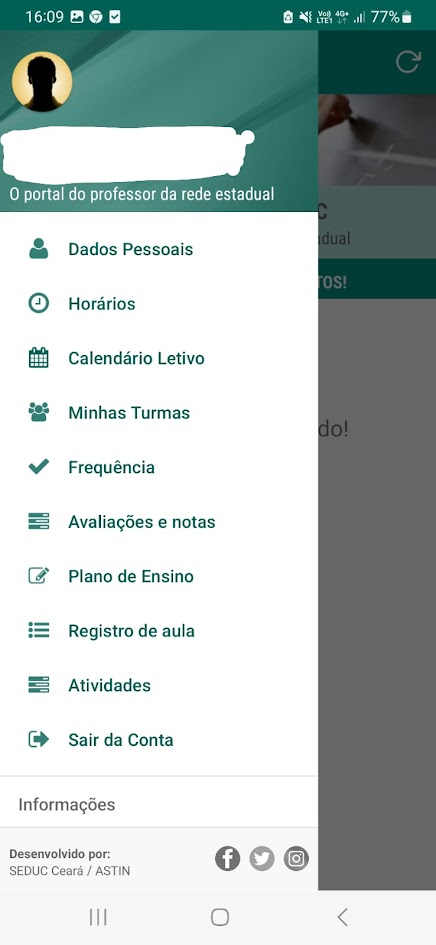 16:09
Vo)) LTE1 4G+ 77%
O portal do professor da rede estadual
Dados Pessoais
Horários
Calendário Letivo
Minhas Turmas
Frequência
Avaliações e notas
Plano de Ensino
Registro de aula
Atividades
Sair da Conta
Informações
Desenvolvido por:
SEDUC Ceará / ASTIN
C
dual
TOS!
do!